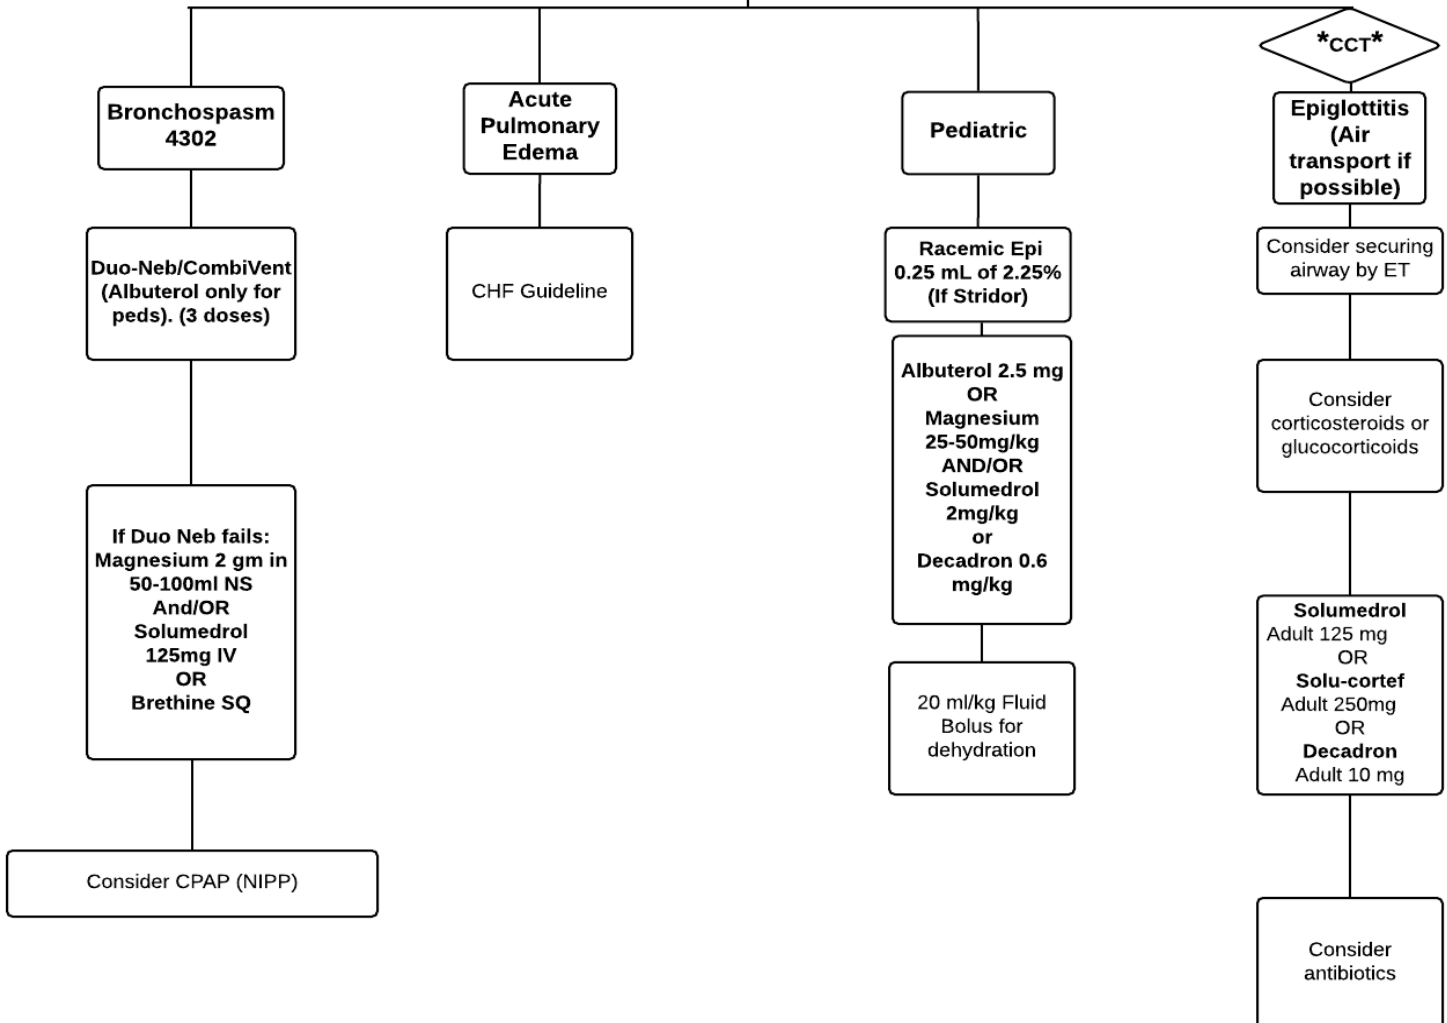 *CCT*
Bronchospasm
4302
Duo-Neb/CombiVent
(Albuterol only for
peds). (3 doses)
If Duo Neb fails:
Magnesium 2 gm in
50-100ml NS
And/OR
Solumedrol
125mg IV
OR
Brethine SQ
Consider CPAP (NIPP)
Acute
Pulmonary
Edema
CHF Guideline
Pediatric
Racemic Epi
0.25 mL of 2.25%
(If Stridor)
Albuterol 2.5 mg
OR
Magnesium
25-50mg/kg
AND/OR
Solumedrol
2mg/kg
or
Decadron 0.6
mg/kg
20 ml/kg Fluid
Bolus for
dehydration
Epiglottitis
(Air
transport if
possible)
Consider securing
airway by ET
Consider
corticosteroids or
glucocorticoids
Solumedrol
Adult 125 mg
OR
Solu-cortef
Adult 250mg
OR
Decadron
Adult 10 mg
Consider
antibiotics